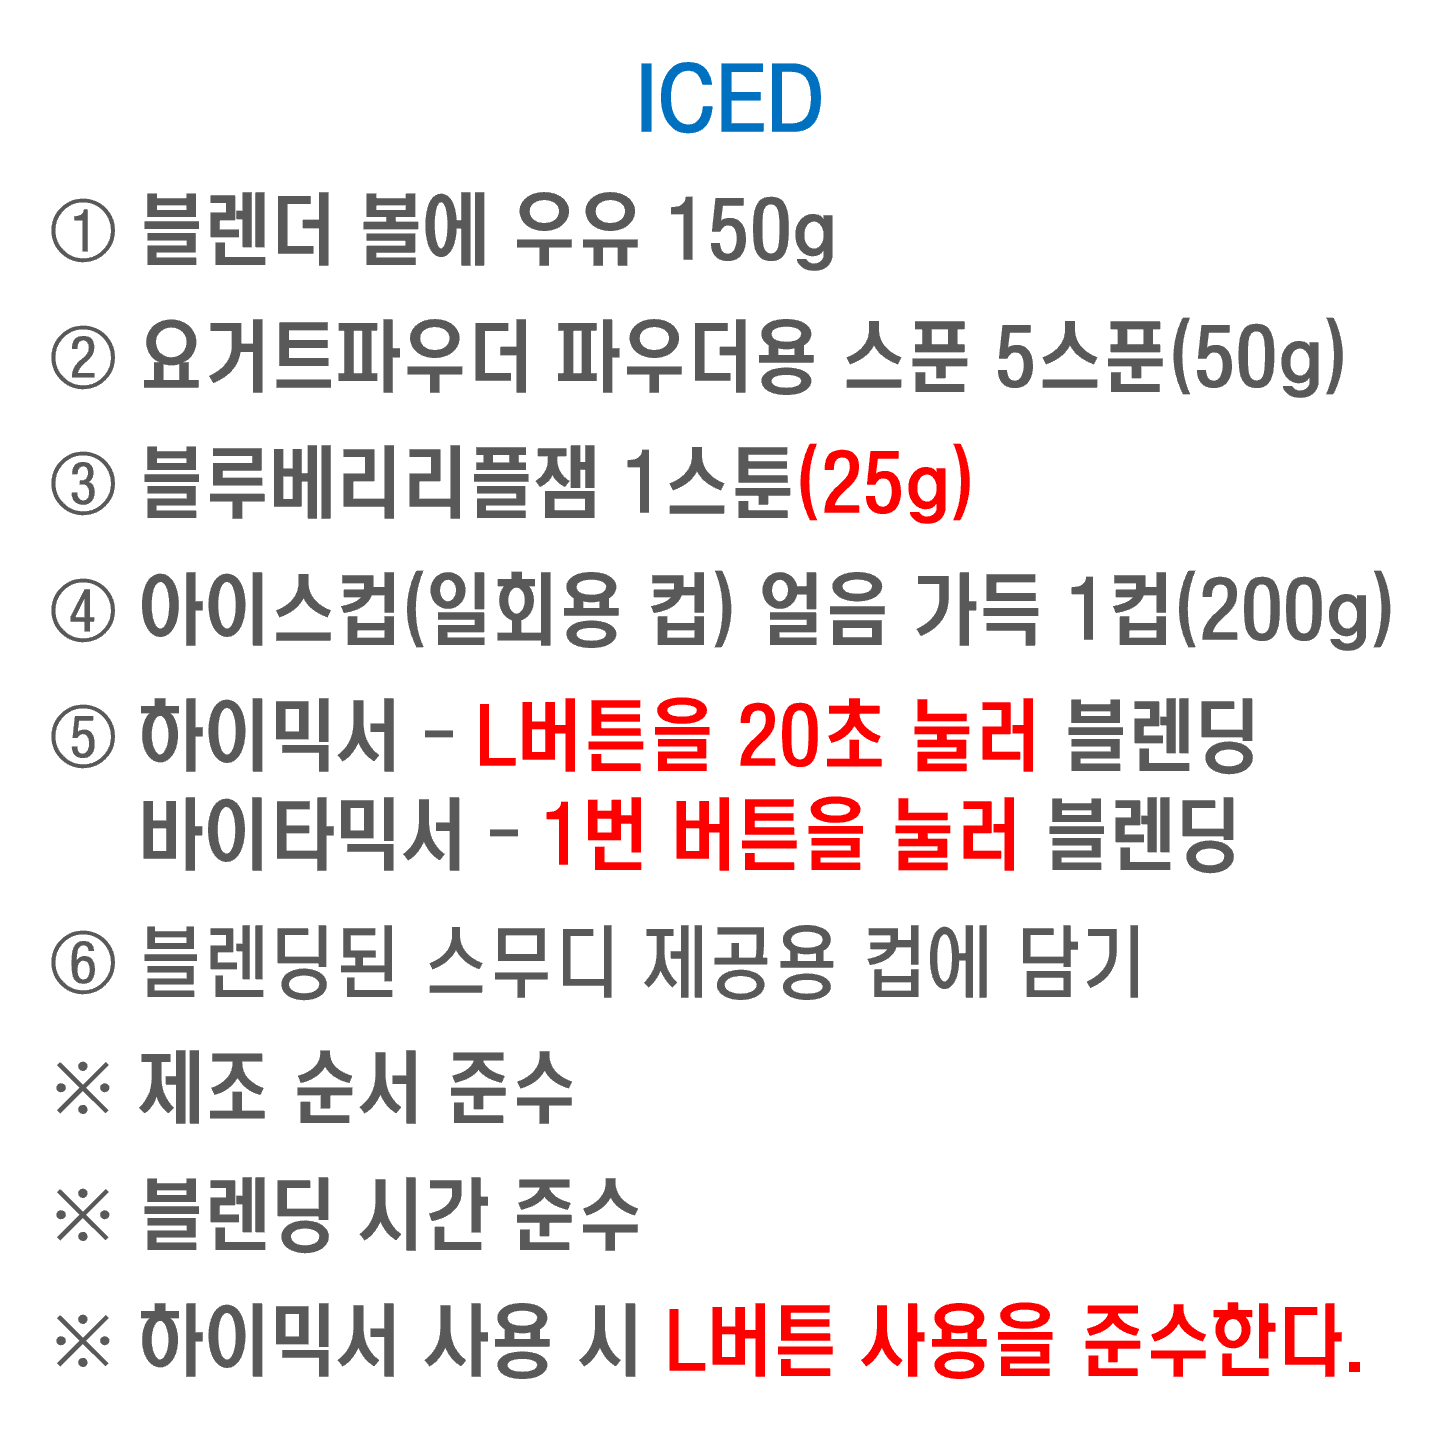 ICED
① 블렌더 볼에 우유 150g
② 요거트파우더 파우더용 스푼 5스푼(50g)
③ 블루베리리플잼 1스툰(25g)
④ 아이스컵(일회용 컵) 얼음 가득 1컵(200g)
⑤ 하이믹서 - L버튼을 20초 눌러 블렌딩
바이타믹서 - 1번 버튼을 눌러 블렌딩
⑥ 블렌딩된 스무디 제공용 컵에 담기
※ 제조 순서 준수
※ 블렌딩 시간 준수
※ 하이믹서 사용 시 L버튼 사용을 준수한다.